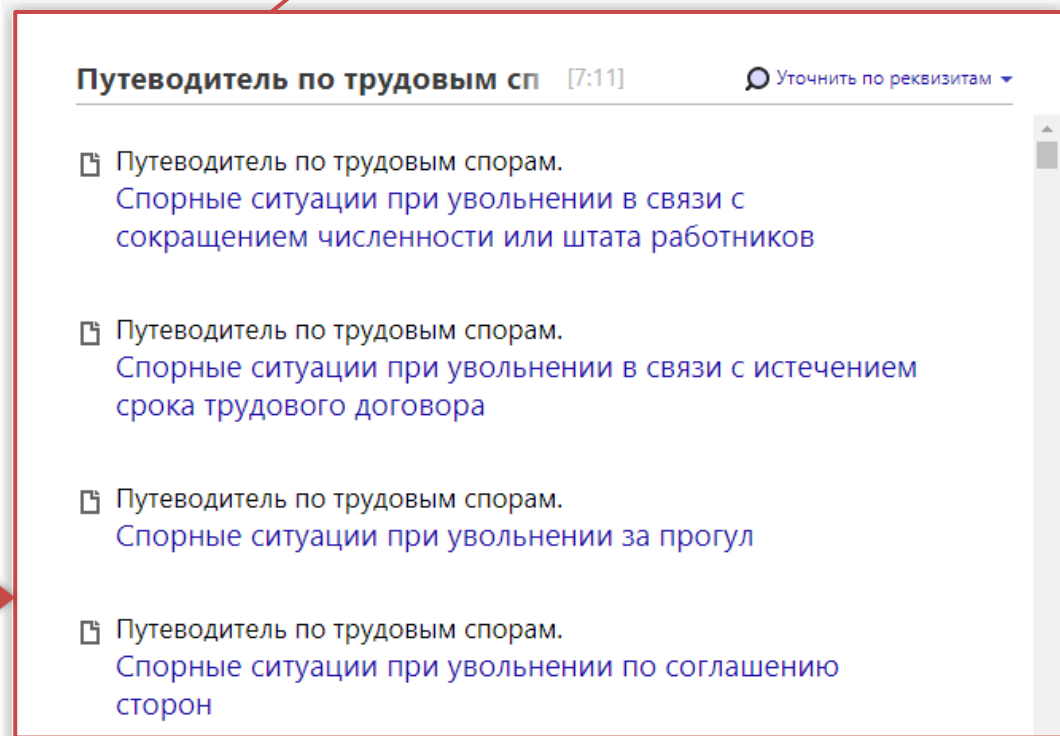 Путеводитель по трудовым сп [7:11] Уточнить по реквизитам
Путеводитель по трудовым спорам.
Спорные ситуации при увольнении в связи с
сокращением численности или штата работников
Путеводитель по трудовым спорам.
Спорные ситуации при увольнении в связи с истечением
срока трудового договора
Путеводитель по трудовым спорам.
Спорные ситуации при увольнении за прогул
Путеводитель по трудовым спорам.
Спорные ситуации при увольнении по соглашению
сторон